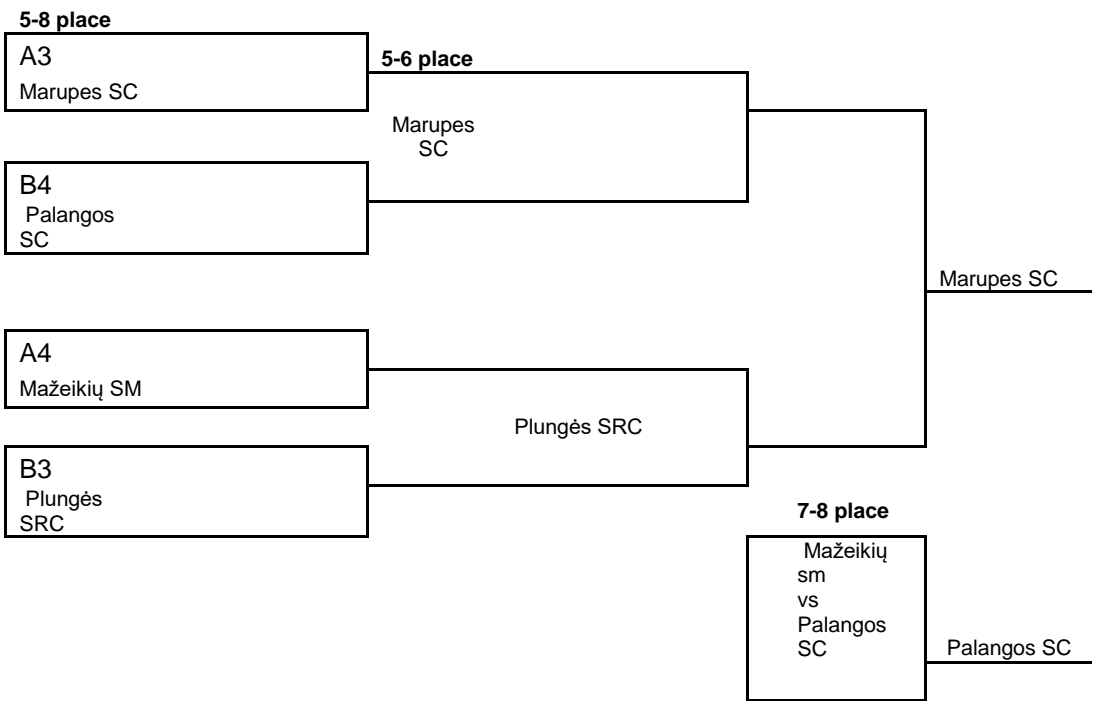 5-8 place
A3
Marupes SC
5-6 place
Marupes
SC
B4
Palangos
SC
Marupes SC
A4
Mažeikių SM
Plungės SRC
B3
Plungės
SRC
7-8 place
Mažeikių
sm
vs
Palangos
SC
Palangos SC